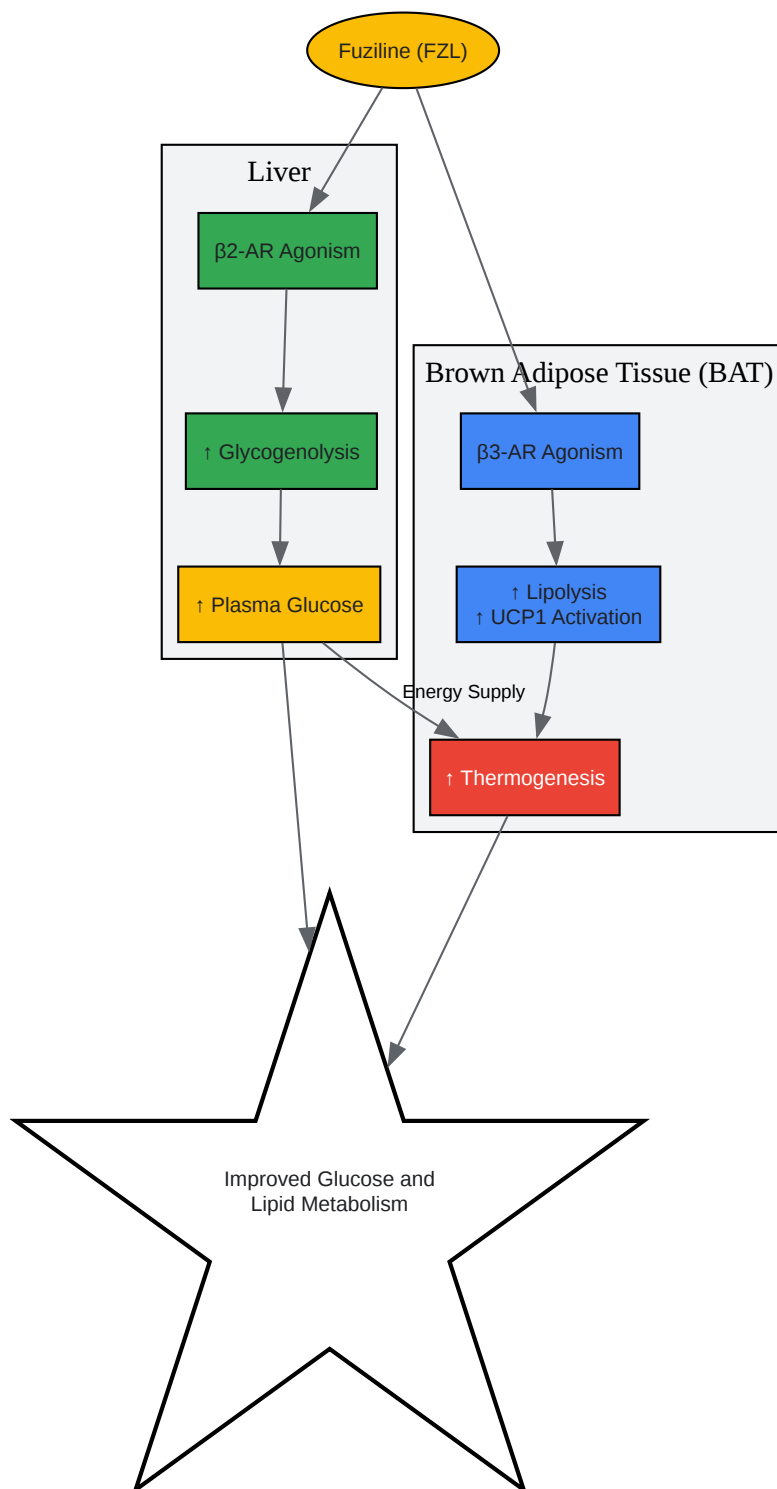 Fuziline (FZL)
Liver
β2-AR Agonism
↑ Glycogenolysis
↑ Plasma Glucose
Brown Adipose Tissue (BAT)
β3-AR Agonism
↑ Lipolysis
↑ UCP1 Activation
Energy Supply
↑ Thermogenesis
Improved Glucose and
Lipid Metabolism